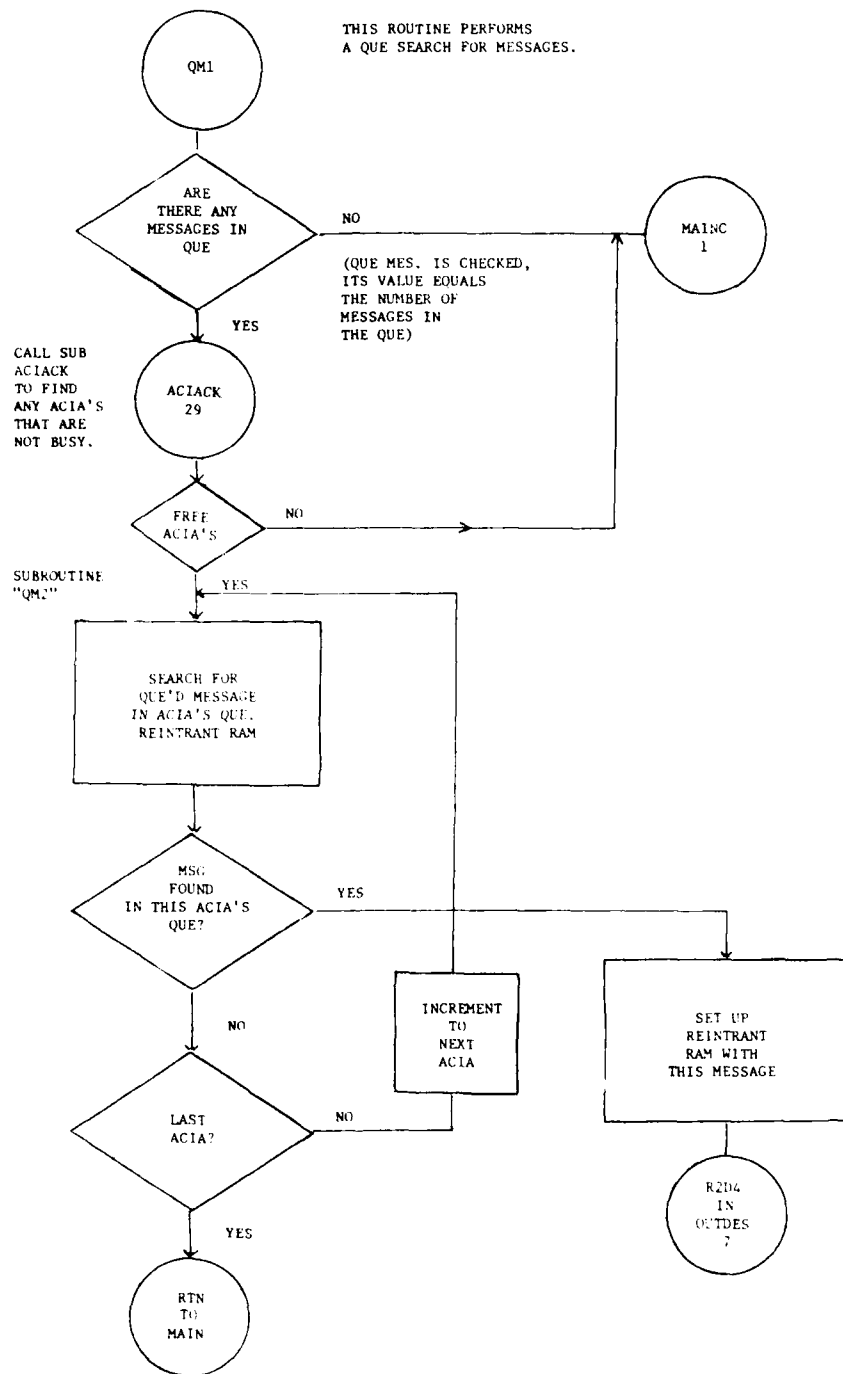 THIS ROUTINE PERFORMS
A QUE SEARCH FOR MESSAGES.
QM1
ARE
THERE ANY
MESSAGES IN
QUE
NO
MAINC
1
(QUE MES. IS CHECKED,
ITS VALUE EQUALS
THE NUMBER OF
MESSAGES IN
THE QUE)
YES
CALL SUB
ACIACK
TO FIND
ANY ACIA'S
THAT ARE
NOT BUSY.
ACIACK
29
FREE
ACIA'S
NO
SUBROUTINE
"QM2"
YES
SEARCH FOR
QUE'D MESSAGE
IN ACIA'S QUE.
REINTRANT RAM
MSG
FOUND
IN THIS ACIA'S
QUE?
YES
NO
INCREMENT
TO
NEXT
ACIA
SET UP
REINTRANT
RAM WITH
THIS MESSAGE
LAST
ACIA?
NO
R2D4
IN
OUTDES
7
YES
RTN
TO
MAIN